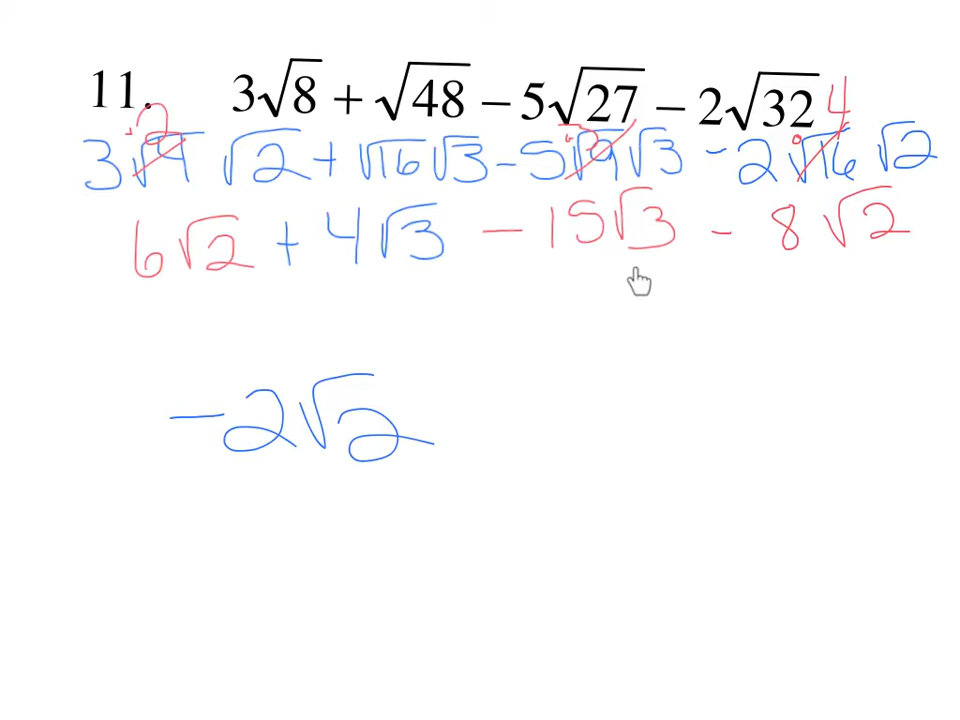 11. 3√8 + √48 − 5√27 − 2√32
3√4 √2 + √16 √3 − 5√9 √3 − 2√16 √2
6√2 + 4√3 − 15√3 − 8√2
−2√2